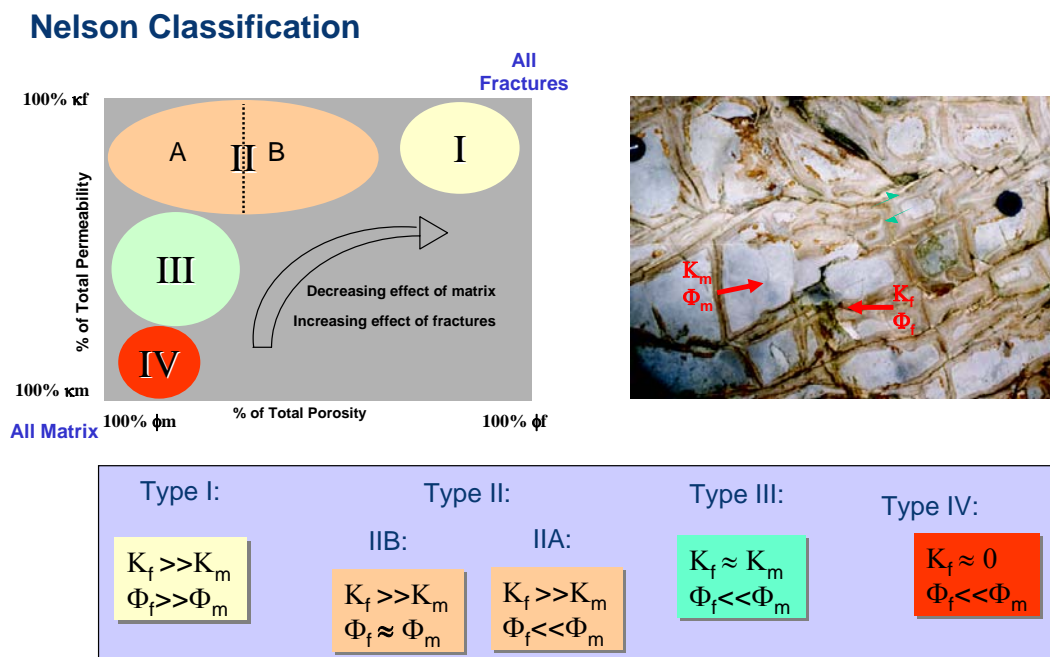 Nelson Classification
All
Fractures
100% κf
A
II
B
I
% of Total Permeability
III
Decreasing effect of matrix
Increasing effect of fractures
IV
100% κm
100% ϕm
% of Total Porosity
100% ϕf
All Matrix
Km
Φm
Kf
Φf
Type I:
Kf >>Km
Φf>>Φm
Type II:
IIB:
Kf >>Km
Φf ≈ Φm
IIA:
Kf >>Km
Φf<<Φm
Type III:
Kf ≈ Km
Φf<<Φm
Type IV:
Kf ≈ 0
Φf<<Φm